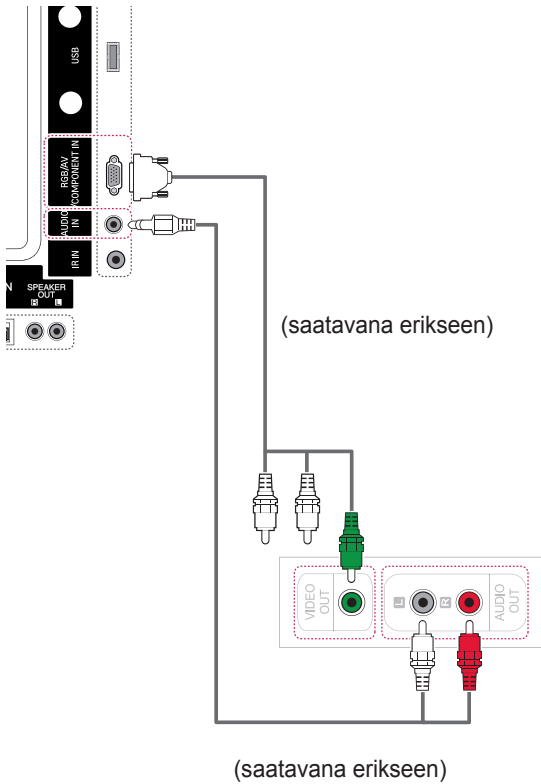 USB
RGB/AV
/COMPONENT IN
AUDIO
IN
IR IN
N
SPEAKER
OUT
R L
(saatavana erikseen)
VIDEO
OUT
L R
AUDIO
OUT
(saatavana erikseen)